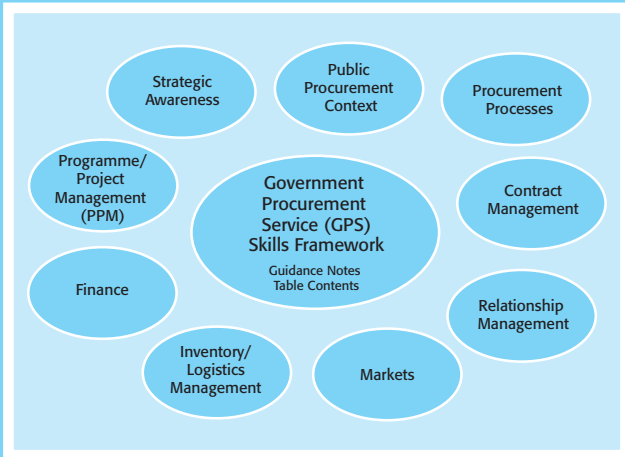 Strategic
Awareness
Public
Procurement
Context
Procurement
Processes
Programme/
Project
Management
(PPM)
Government
Procurement
Service (GPS)
Skills Framework
Guidance Notes
Table Contents
Contract
Management
Finance
Relationship
Management
Inventory/
Logistics
Management
Markets